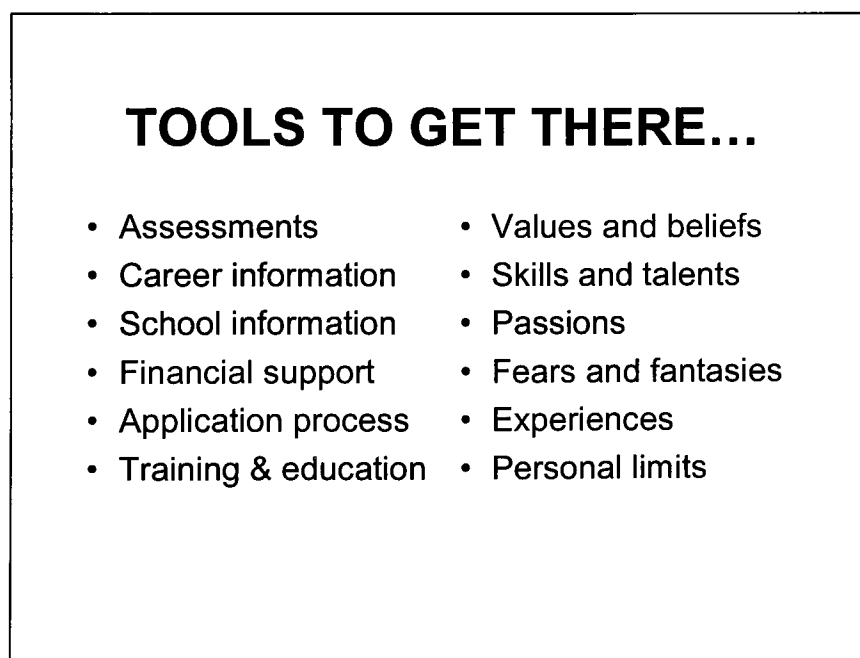 TOOLS TO GET THERE...
• Assessments
• Career information
• School information
• Financial support
• Application process
• Training & education
• Values and beliefs
• Skills and talents
• Passions
• Fears and fantasies
• Experiences
• Personal limits